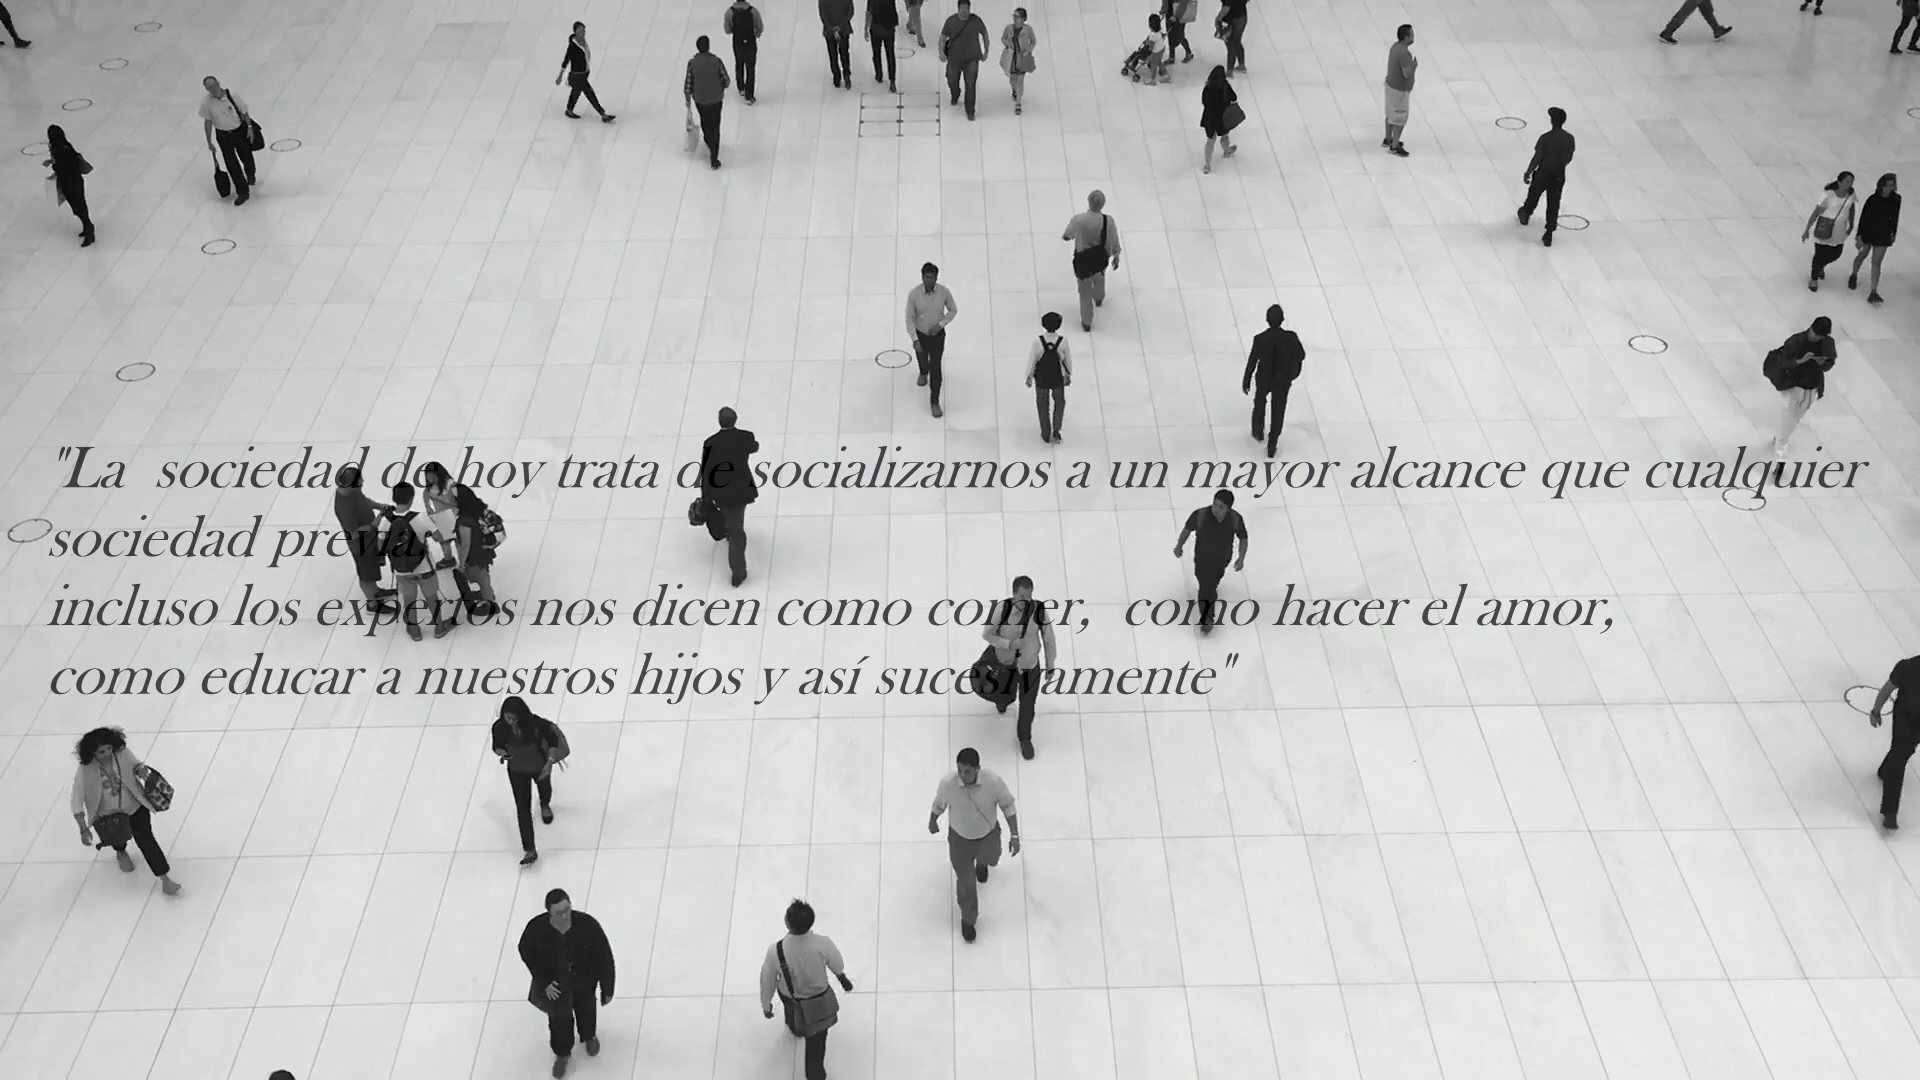 "La  sociedad de hoy trata de socializarnos a un mayor alcance que cualquier
sociedad previa,
incluso los expertos nos dicen como comer,  como hacer el amor,
como educar a nuestros hijos y así sucesivamente"